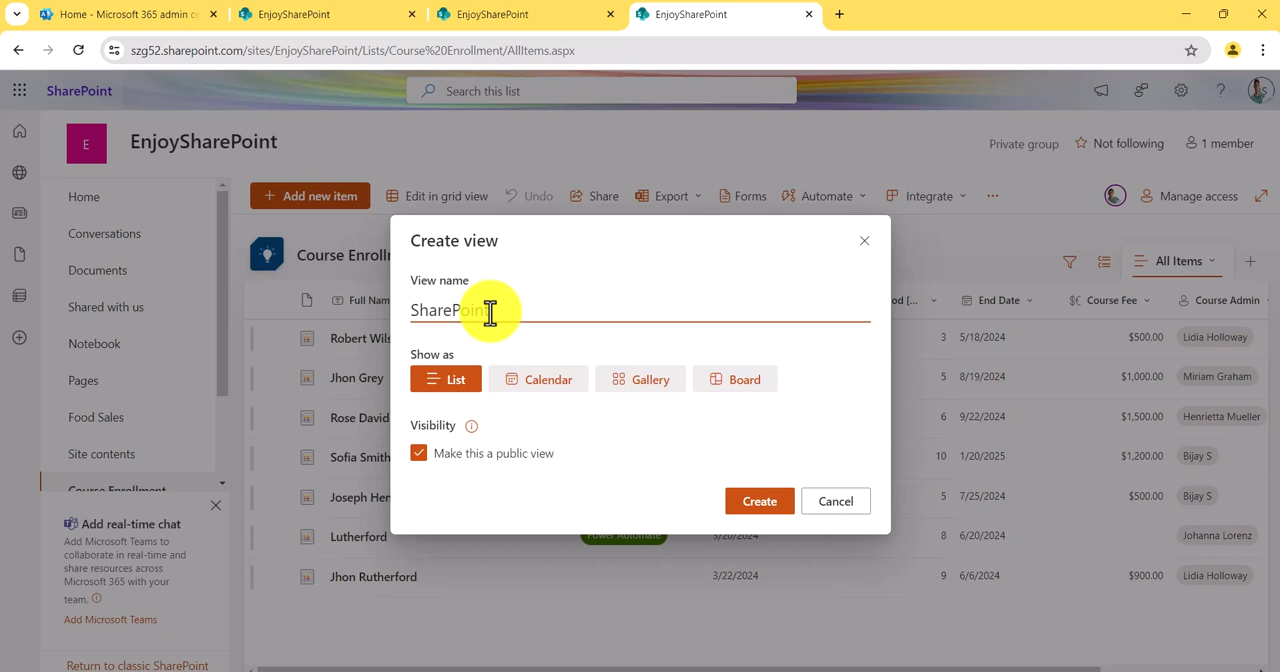 Home - Microsoft 365 admin ce
EnjoySharePoint
EnjoySharePoint
EnjoySharePoint
szg52.sharepoint.com/sites/EnjoySharePoint/Lists/Course%20Enrollment/AllItems.aspx
SharePoint
Search this list
S
E
EnjoySharePoint
Private group
Not following
1 member
Home
Conversations
Documents
Shared with us
Notebook
Pages
Food Sales
Site contents
Course Enrollment
Add new item
Edit in grid view
Undo
Share
Export
Forms
Automate
Integrate
Manage access
Course Enroll
All Items
Full Nam
od [...
End Date
Course Fee
Course Admin
Robert Wils 3 5/18/2024 $500.00 Lidia Holloway
Jhon Grey 5 8/19/2024 $1,000.00 Miriam Graham
Rose David 6 9/22/2024 $1,500.00 Henrietta Mueller
Sofia Smith 10 1/20/2025 $1,200.00 Bijay S
Joseph Hen 5 7/25/2024 $500.00 Bijay S
Lutherford Power Automate 3/20/2024 8 6/20/2024 Johanna Lorenz
Jhon Rutherford 3/22/2024 9 6/6/2024 $900.00 Lidia Holloway
Create view
View name
SharePoint
Show as
List
Calendar
Gallery
Board
Visibility
Make this a public view
Create
Cancel
Add real-time chat
Add Microsoft Teams to
collaborate in real-time and
share resources across
Microsoft 365 with your
team.
Add Microsoft Teams
Return to classic SharePoint